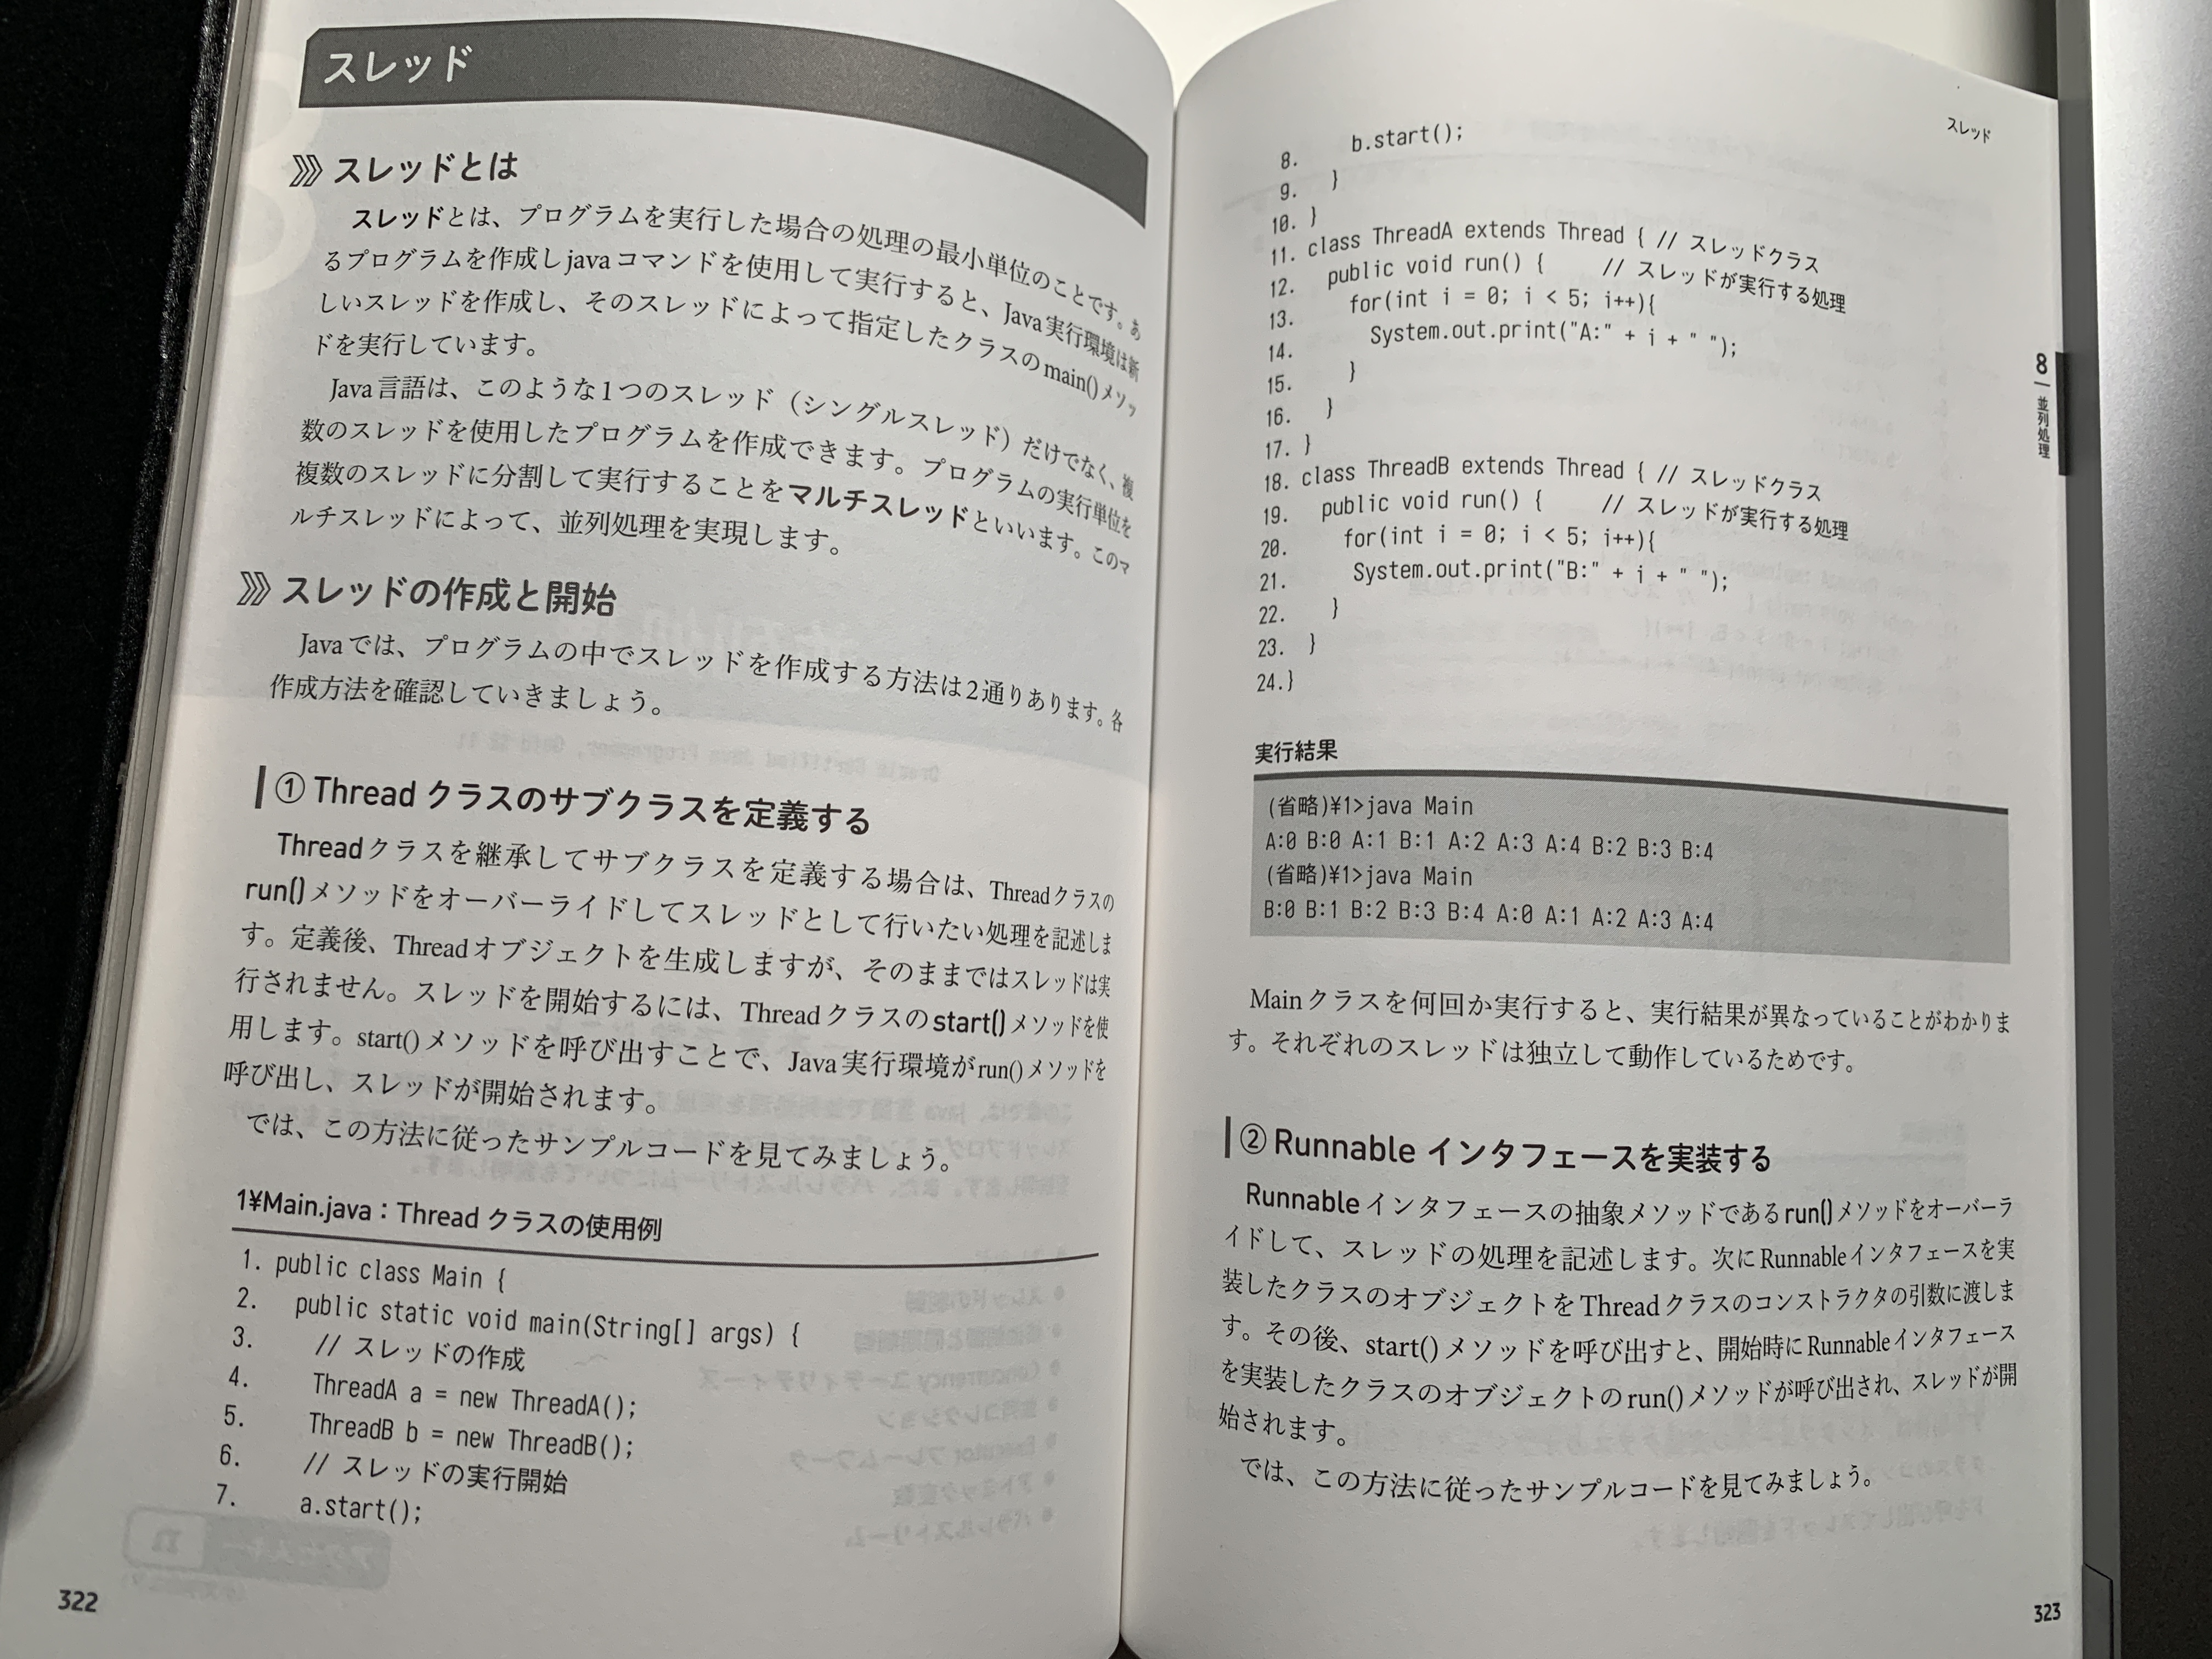 スレッド
スレッドとは
スレッドとは、プログラムを実行した場合の処理の最小単位のことです。あ
るプログラムを作成しjavaコマンドを使用して実行すると、Java実行環境は新
しいスレッドを作成し、そのスレッドによって指定したクラスのmain()メソッ
ドを実行しています。
Java言語は、このような1つのスレッド（シングルスレッド）だけでなく、複
数のスレッドを使用したプログラムを作成できます。プログラムの実行単位を
複数のスレッドに分割して実行することをマルチスレッドといいます。このマ
ルチスレッドによって、並列処理を実現します。
スレッドの作成と開始
Javaでは、プログラムの中でスレッドを作成する方法は2通りあります。各
作成方法を確認していきましょう。
① Thread クラスのサブクラスを定義する
Threadクラスを継承してサブクラスを定義する場合は、Threadクラスの
run()メソッドをオーバーライドしてスレッドとして行いたい処理を記述しま
す。定義後、Threadオブジェクトを生成しますが、そのままではスレッドは実
行されません。スレッドを開始するには、Threadクラスのstart()メソッドを使
用します。start()メソッドを呼び出すことで、Java実行環境がrun()メソッドを
呼び出し、スレッドが開始されます。
では、この方法に従ったサンプルコードを見てみましょう。
1¥Main.java：Thread クラスの使用例
1. public class Main {
2. public static void main(String[] args) {
3. // スレッドの作成
4. ThreadA a = new ThreadA();
5. ThreadB b = new ThreadB();
6. // スレッドの実行開始
7. a.start();
322
スレッド
8. b.start();
9. }
10. }
11. class ThreadA extends Thread { // スレッドクラス
12. public void run() { // スレッドが実行する処理
13. for(int i = 0; i < 5; i++){
14. System.out.print("A:" + i + " ");
15. }
16. }
17. }
18. class ThreadB extends Thread { // スレッドクラス
19. public void run() { // スレッドが実行する処理
20. for(int i = 0; i < 5; i++){
21. System.out.print("B:" + i + " ");
22. }
23. }
24.}
実行結果
(省略)¥1>java Main
A:0 B:0 A:1 B:1 A:2 A:3 A:4 B:2 B:3 B:4
(省略)¥1>java Main
B:0 B:1 B:2 B:3 B:4 A:0 A:1 A:2 A:3 A:4
Mainクラスを何回か実行すると、実行結果が異なっていることがわかりま
す。それぞれのスレッドは独立して動作しているためです。
② Runnable インタフェースを実装する
Runnableインタフェースの抽象メソッドであるrun()メソッドをオーバーラ
イドして、スレッドの処理を記述します。次にRunnableインタフェースを実
装したクラスのオブジェクトをThreadクラスのコンストラクタの引数に渡しま
す。その後、start()メソッドを呼び出すと、開始時にRunnableインタフェース
を実装したクラスのオブジェクトのrun()メソッドが呼び出され、スレッドが開
始されます。
では、この方法に従ったサンプルコードを見てみましょう。
8 並列処理
323